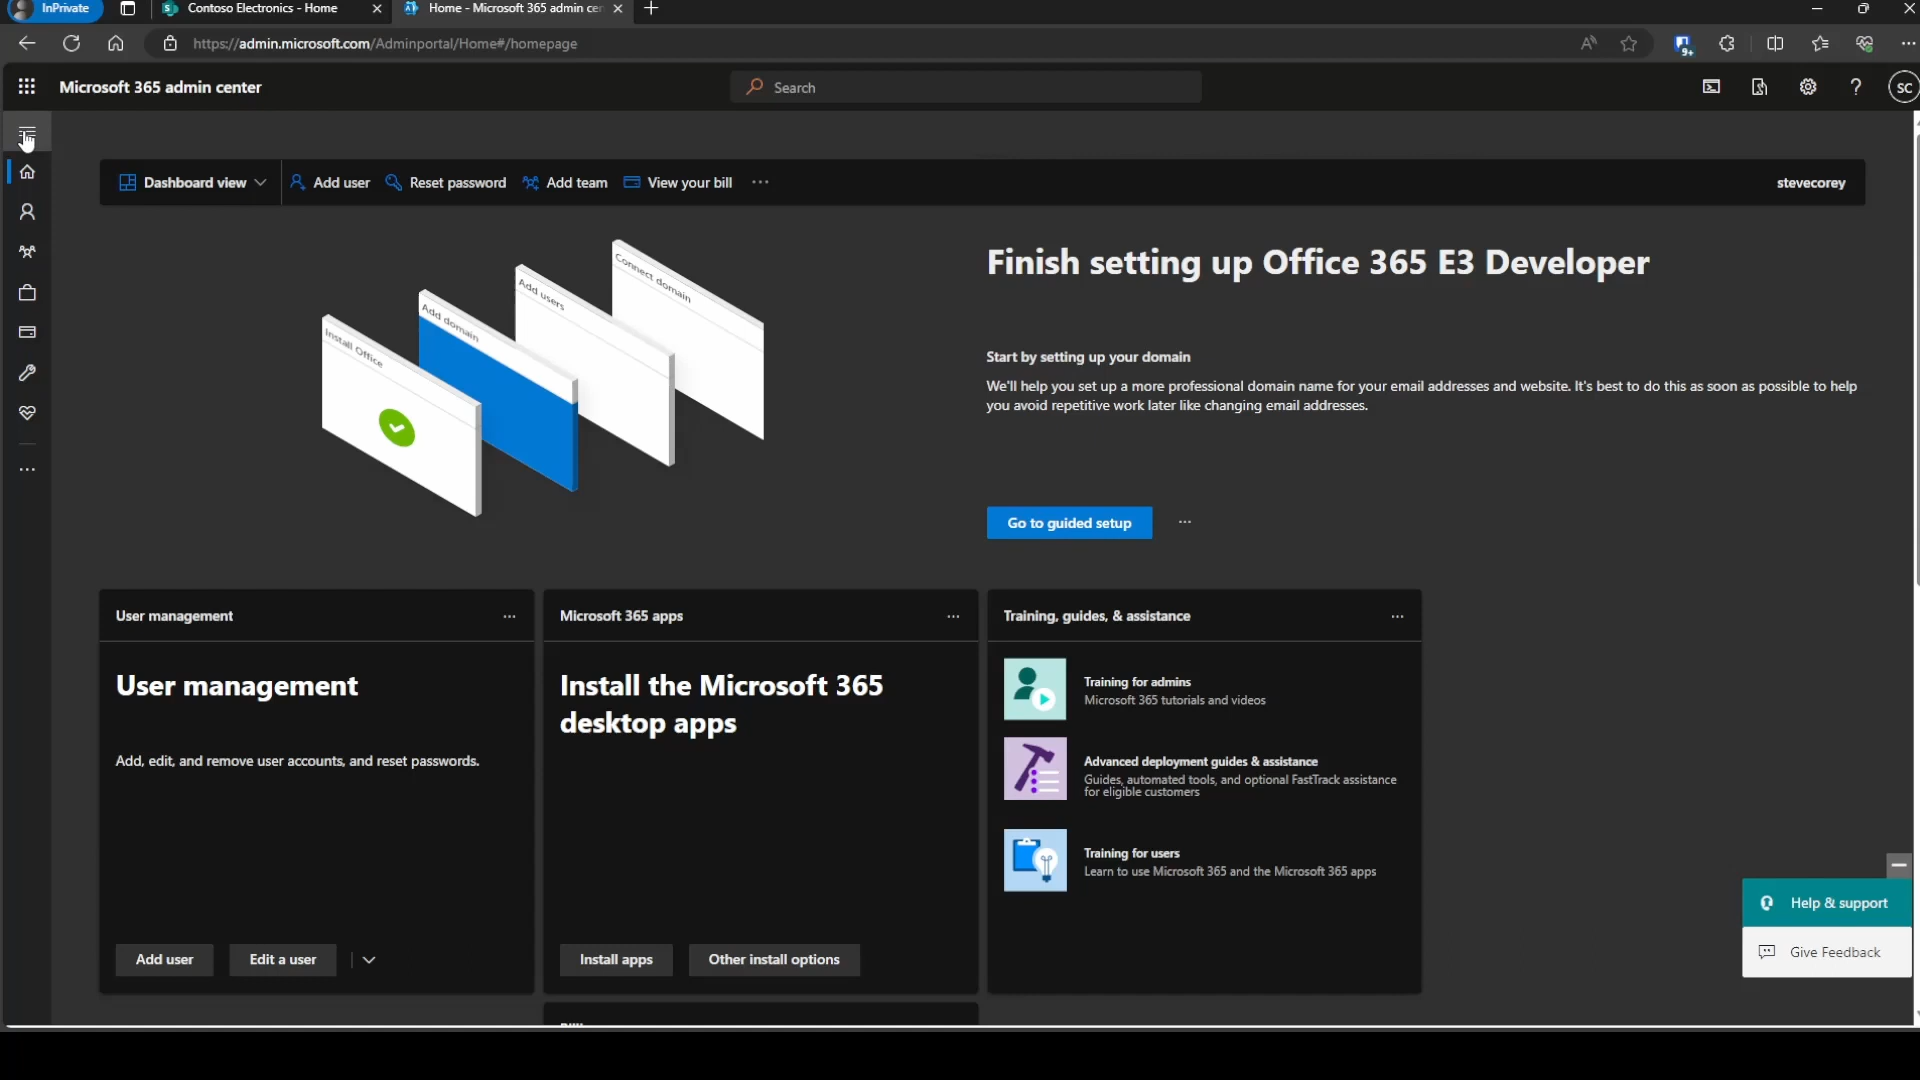 InPrivate
Contoso Electronics - Home
Home - Microsoft 365 admin cen
https://admin.microsoft.com/Adminportal/Home#/homepage
9+
Microsoft 365 admin center
Search
SC
Dashboard view
Add user
Reset password
Add team
View your bill
stevecorey
Connect domain
Add users
Add domain
Install Office
Finish setting up Office 365 E3 Developer
Start by setting up your domain
We'll help you set up a more professional domain name for your email addresses and website. It's best to do this as soon as possible to help
you avoid repetitive work later like changing email addresses.
Go to guided setup
User management
Microsoft 365 apps
Training, guides, & assistance
User management
Add, edit, and remove user accounts, and reset passwords.
Add user
Edit a user
Install the Microsoft 365
desktop apps
Install apps
Other install options
Training for admins
Microsoft 365 tutorials and videos
Advanced deployment guides & assistance
Guides, automated tools, and optional FastTrack assistance
for eligible customers
Training for users
Learn to use Microsoft 365 and the Microsoft 365 apps
Help & support
Give Feedback